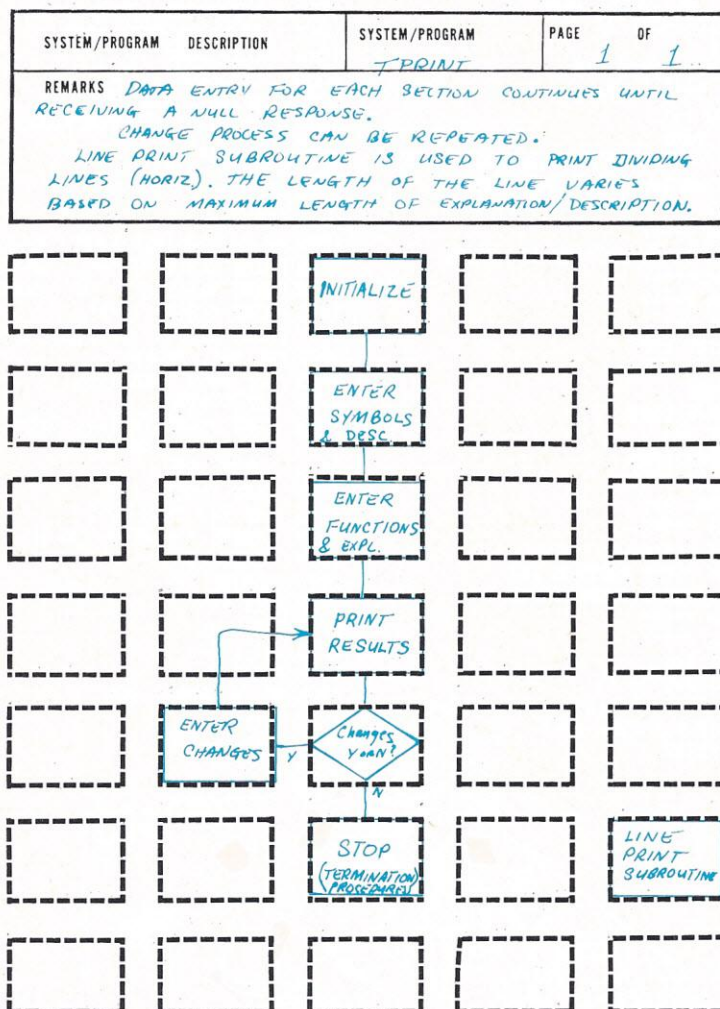 SYSTEM/PROGRAM DESCRIPTION
SYSTEM/PROGRAM
TPRINT
PAGE 1 OF 1
REMARKS DATA ENTRY FOR EACH SECTION CONTINUES UNTIL
RECEIVING A NULL RESPONSE.
CHANGE PROCESS CAN BE REPEATED.
LINE PRINT SUBROUTINE IS USED TO PRINT DIVIDING
LINES (HORIZ). THE LENGTH OF THE LINE VARIES
BASED ON MAXIMUM LENGTH OF EXPLANATION/DESCRIPTION.
INITIALIZE
ENTER
SYMBOLS
& DESC.
ENTER
FUNCTIONS
& EXPL.
PRINT
RESULTS
ENTER
CHANGES
Y
Changes
Y or N?
N
STOP
(TERMINATION
PROCEDURES)
LINE
PRINT
SUBROUTINE